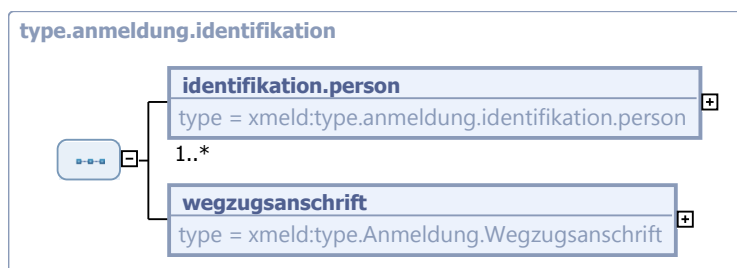 type.anmeldung.identifikation
identifikation.person
type = xmeld:type.anmeldung.identifikation.person
1..*
wegzugsanschrift
type = xmeld:type.Anmeldung.Wegzugsanschrift